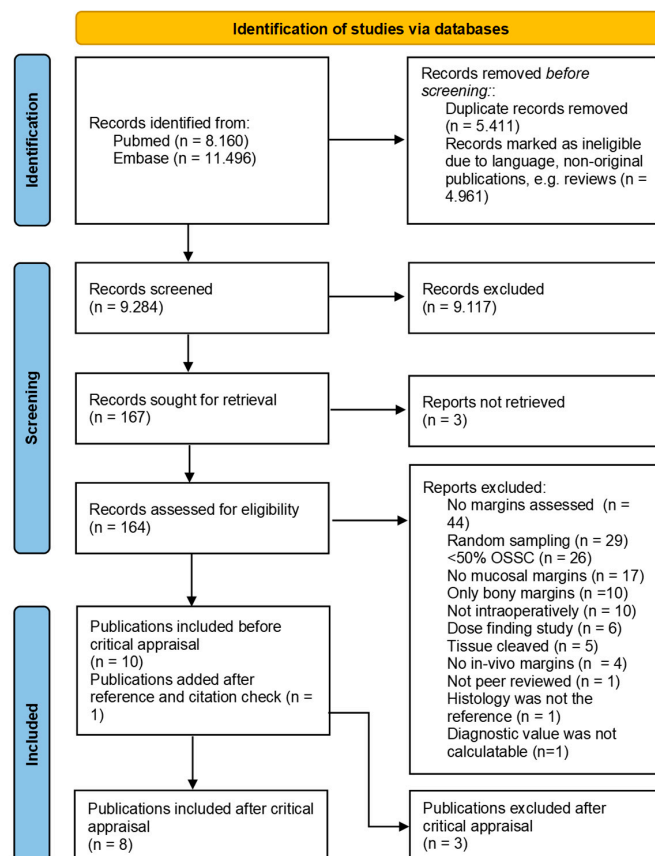 Identification of studies via databases
Identification
Records identified from:
Pubmed (n = 8.160)
Embase (n = 11.496)
Records removed before
screening::
Duplicate records removed
(n = 5.411)
Records marked as ineligible
due to language, non-original
publications, e.g. reviews (n =
4.961)
Screening
Records screened
(n = 9.284)
Records excluded
(n = 9.117)
Records sought for retrieval
(n = 167)
Reports not retrieved
(n = 3)
Records assessed for eligibility
(n = 164)
Reports excluded:
No margins assessed (n =
44)
Random sampling (n = 29)
<50% OSSC (n = 26)
No mucosal margins (n = 17)
Only bony margins (n =10)
Not intraoperatively (n = 10)
Dose finding study (n = 6)
Tissue cleaved (n = 5)
No in-vivo margins (n = 4)
Not peer reviewed (n = 1)
Histology was not the
reference (n = 1)
Diagnostic value was not
calculatable (n=1)
Included
Publications included before
critical appraisal
(n = 10)
Publications added after
reference and citation check (n =
1)
Publications included after critical
appraisal
(n = 8)
Publications excluded after
critical appraisal
(n = 3)